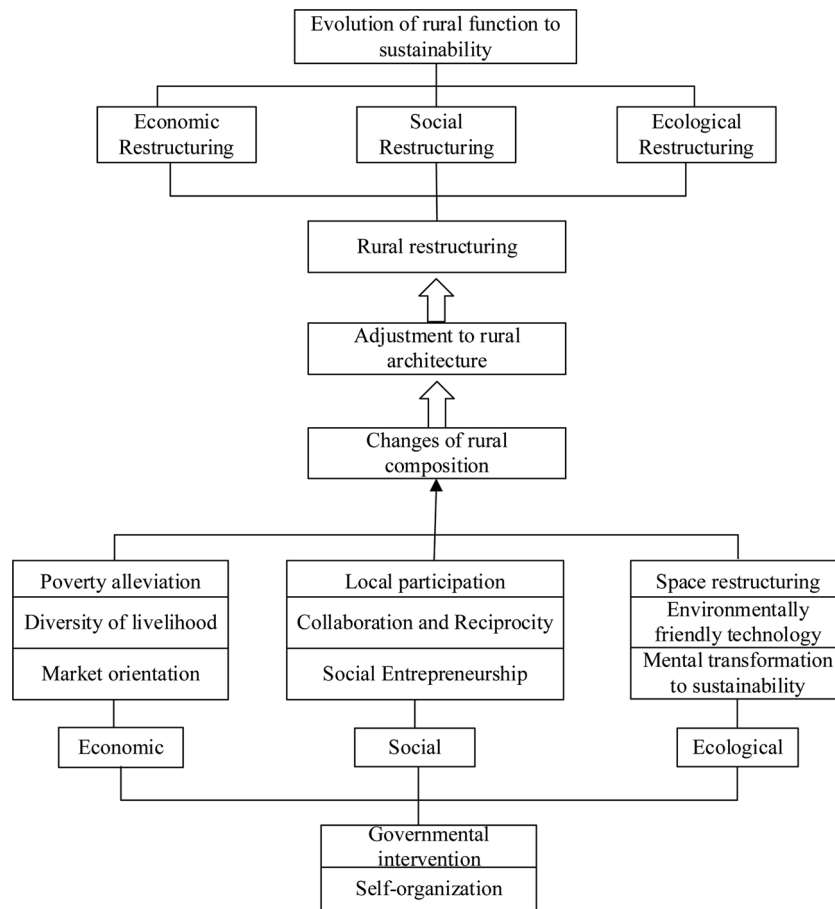 Evolution of rural function to
sustainability
Economic
Restructuring
Social
Restructuring
Ecological
Restructuring
Rural restructuring
Adjustment to rural
architecture
Changes of rural
composition
Poverty alleviation
Diversity of livelihood
Market orientation
Local participation
Collaboration and Reciprocity
Social Entrepreneurship
Space restructuring
Environmentally
friendly technology
Mental transformation
to sustainability
Economic
Social
Ecological
Governmental
intervention
Self-organization